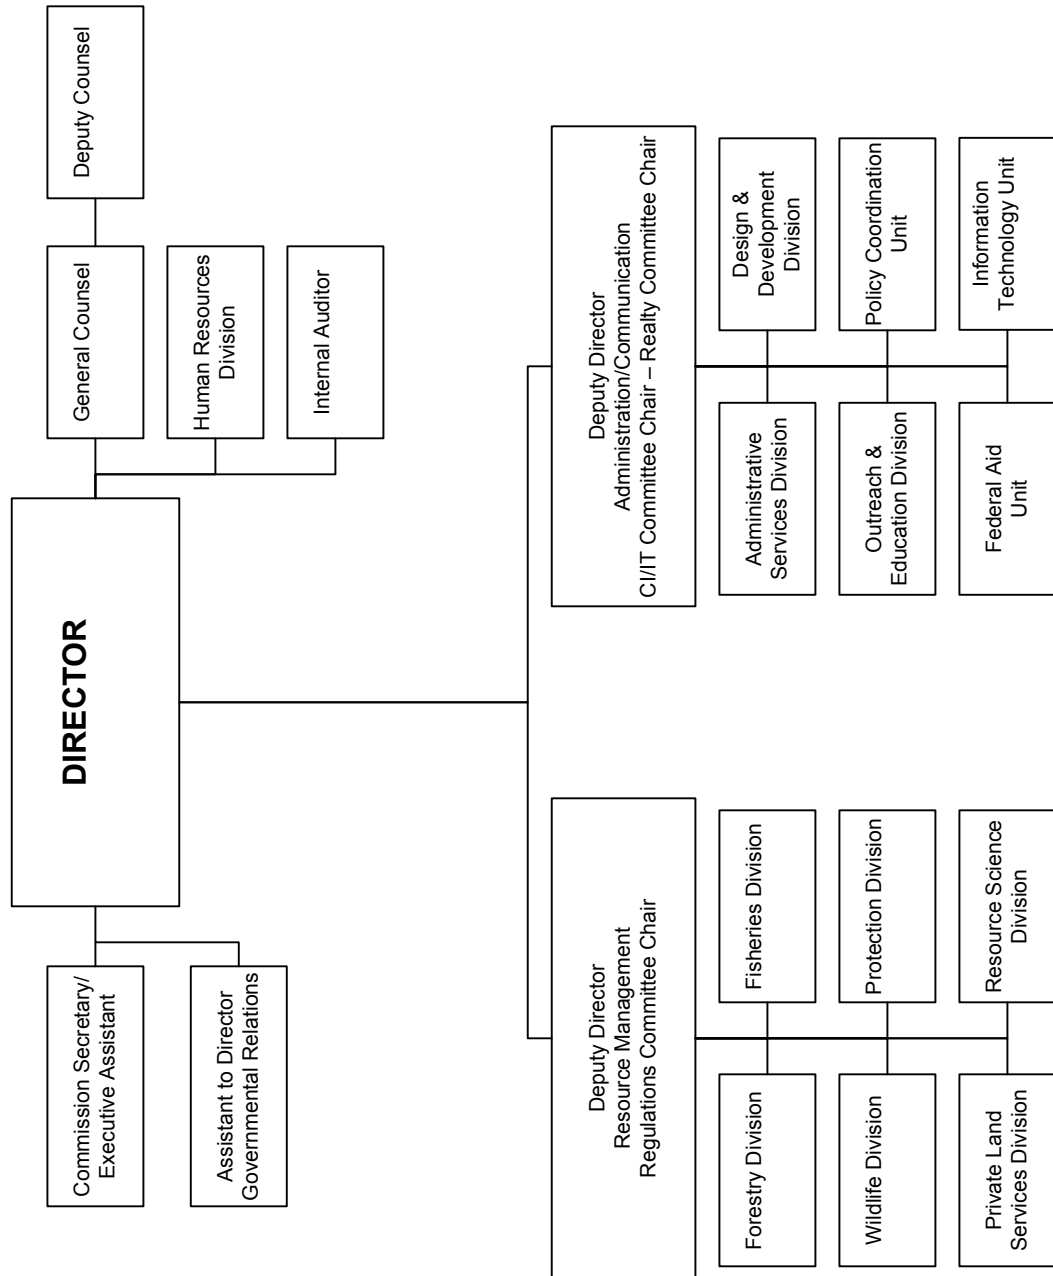 DIRECTOR
Commission Secretary/
Executive Assistant
Assistant to Director
Governmental Relations
General Counsel
Deputy Counsel
Human Resources
Division
Internal Auditor
Deputy Director
Resource Management
Regulations Committee Chair
Forestry Division
Fisheries Division
Wildlife Division
Protection Division
Private Land
Services Division
Resource Science
Division
Deputy Director
Administration/Communication
CI/IT Committee Chair – Realty Committee Chair
Administrative
Services Division
Design &
Development
Division
Outreach &
Education Division
Policy Coordination
Unit
Federal Aid
Unit
Information
Technology Unit